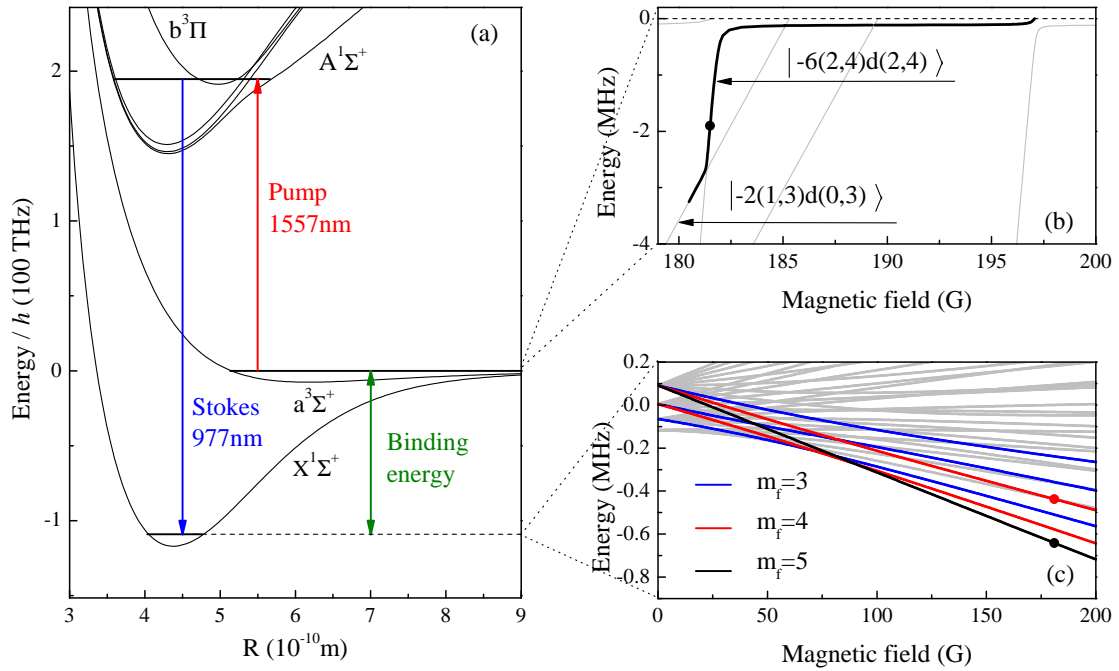 (a)
b³Π
A¹Σ⁺
Pump
1557nm
Stokes
977nm
a³Σ⁺
X¹Σ⁺
Binding
energy
2
1
0
-1
3 4 5 6 7 8 9
Energy / h (100 THz)
R (10⁻¹⁰m)
0
-2
-4
180 185 190 195 200
Energy (MHz)
Magnetic field (G)
|-6(2,4)d(2,4) ⟩
|-2(1,3)d(0,3) ⟩
(b)
0.2
0.0
-0.2
-0.4
-0.6
-0.8
0 50 100 150 200
Energy (MHz)
Magnetic field (G)
m_f=3
m_f=4
m_f=5
(c)